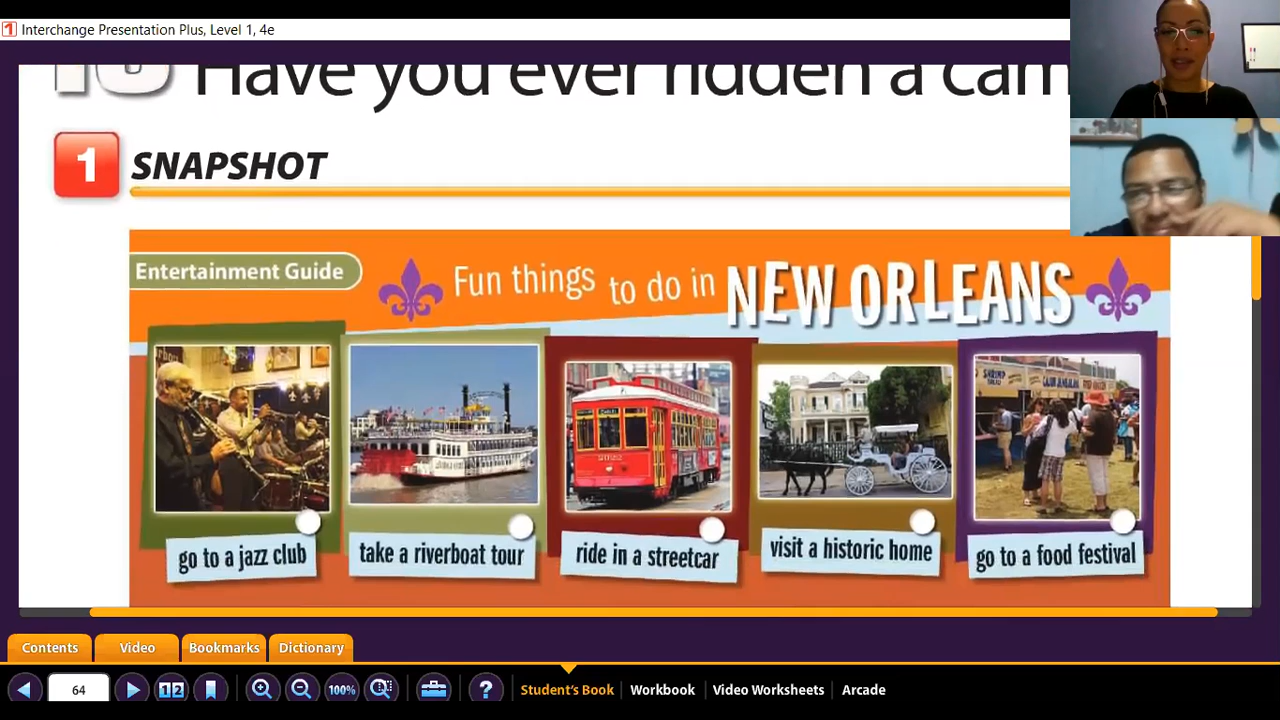 Interchange Presentation Plus, Level 1, 4e
Have you ever ridden a cam
1 SNAPSHOT
Entertainment Guide
Fun things to do in NEW ORLEANS
go to a jazz club
take a riverboat tour
ride in a streetcar
visit a historic home
go to a food festival
Contents Video Bookmarks Dictionary
64 12 100% ? Student's Book Workbook Video Worksheets Arcade